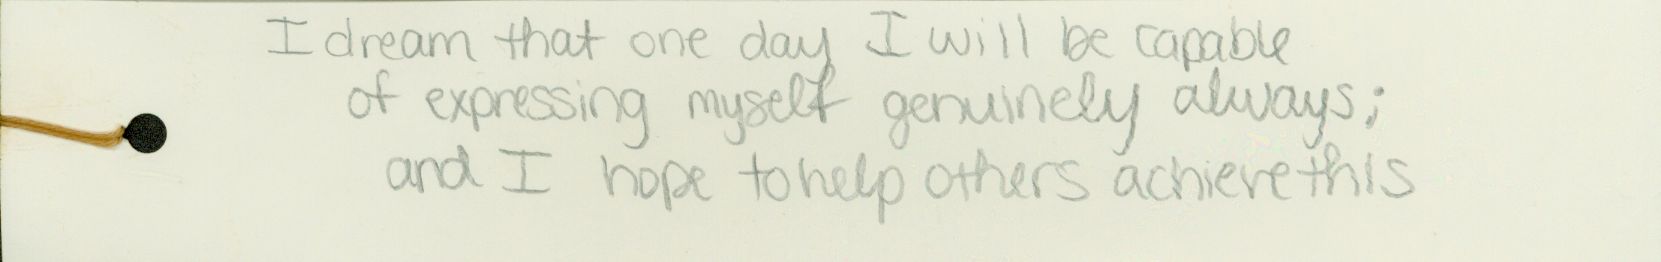 I dream that one day I will be capable
of expressing myself genuinely always;
and I hope to help others achieve this